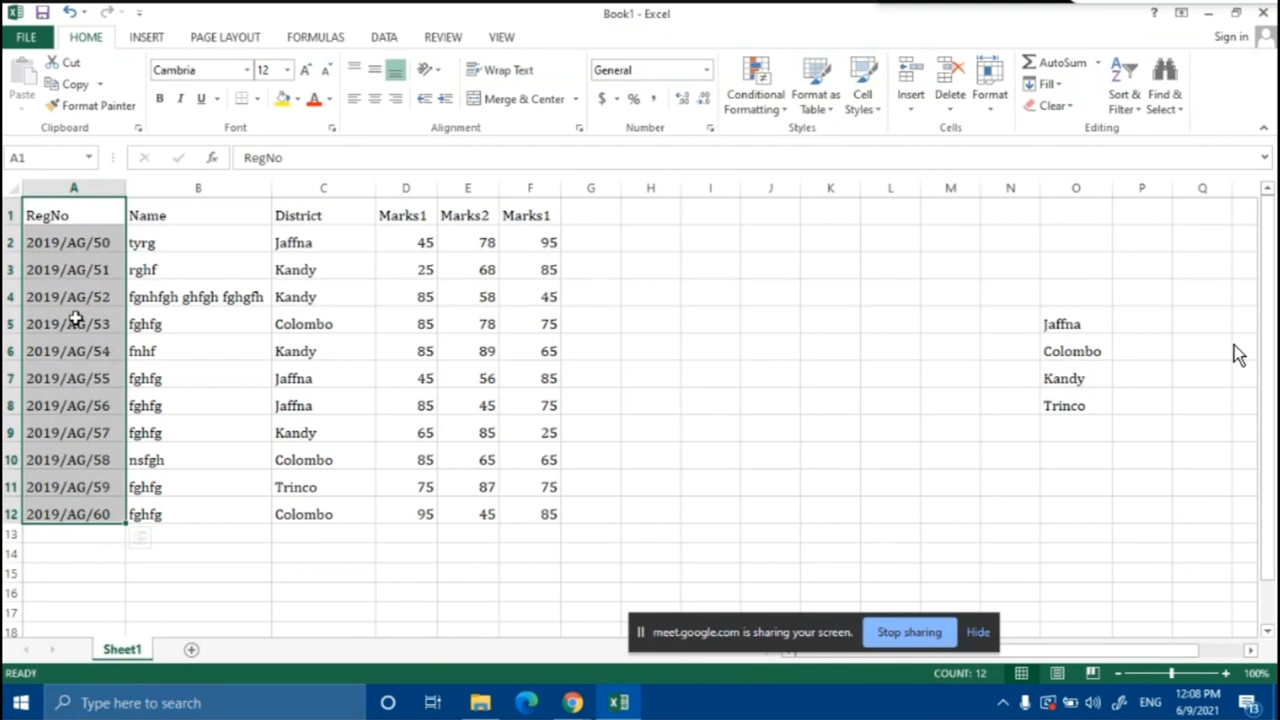 Book1 - Excel
?
FILE HOME INSERT PAGE LAYOUT FORMULAS DATA REVIEW VIEW Sign in
Paste
Cut
Copy
Format Painter
Clipboard
Cambria 12
B I U A
Font
Wrap Text
Merge & Center
Alignment
General
$ % ,
Number
Conditional Formatting
Format as Table
Cell Styles
Styles
Insert Delete Format
Cells
AutoSum
Fill
Clear
Sort & Filter
Find & Select
Editing
A1 fx RegNo
A B C D E F G H I J K L M N O P Q
1 RegNo Name District Marks1 Marks2 Marks1
2 2019/AG/50 tyrg Jaffna 45 78 95
3 2019/AG/51 rghf Kandy 25 68 85
4 2019/AG/52 fgnhfgh ghfgh fghgfh Kandy 85 58 45
5 2019/AG/53 fghfg Colombo 85 78 75 Jaffna
6 2019/AG/54 fnhf Kandy 85 89 65 Colombo
7 2019/AG/55 fghfg Jaffna 45 56 85 Kandy
8 2019/AG/56 fghfg Jaffna 85 45 75 Trinco
9 2019/AG/57 fghfg Kandy 65 85 25
10 2019/AG/58 nsfgh Colombo 85 65 65
11 2019/AG/59 fghfg Trinco 75 87 75
12 2019/AG/60 fghfg Colombo 95 45 85
13
14
15
16
17
18
meet.google.com is sharing your screen. Stop sharing Hide
Sheet1
READY COUNT: 12 100%
Type here to search
ENG
12:08 PM
6/9/2021
13